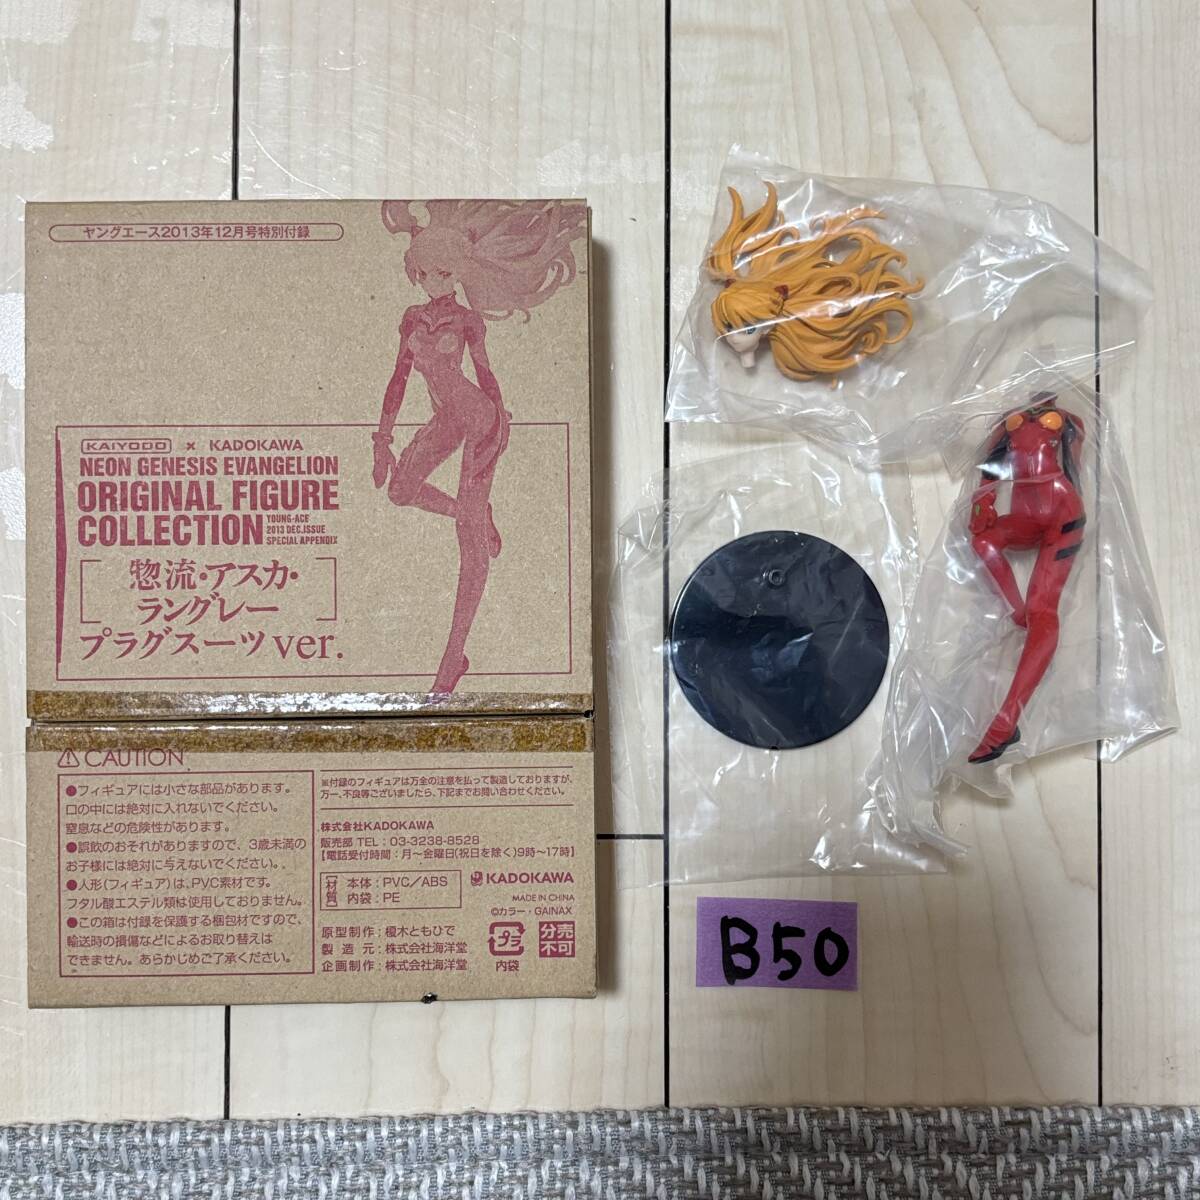 ヤングエース2013年12月号特別付録
KAIYODO × KADOKAWA
NEON GENESIS EVANGELION
ORIGINAL FIGURE
COLLECTION
YOUNG-ACE
2013 DEC.ISSUE
SPECIAL APPENDIX
惣流・アスカ・
ラングレー
プラグスーツver.
⚠CAUTION
●フィギュアには小さな部品があります。
口の中には絶対に入れないでください。
窒息などの危険性があります。
●誤飲のおそれがありますので、3歳未満の
お子様には絶対に与えないでください。
●人形(フィギュア)は、PVC素材です。
フタル酸エステル類は使用しておりません。
●この箱は付録を保護する梱包材ですので、
輸送時の損傷などによるお取り替えは
できません。あらかじめご了承ください。
※付録のフィギュアは万全の注意を払って製造しておりますが、
万一、不良等ございましたら、下記までお問い合わせください。
株式会社KADOKAWA
販売部 TEL：03-3238-8528
【電話受付時間：月～金曜日(祝日を除く)9時～17時】
材質
本体：PVC／ABS
内袋：PE
KADOKAWA
MADE IN CHINA
©カラー・GAINAX
原型制作：榎木ともひで
製造元：株式会社海洋堂
企画制作：株式会社海洋堂
プラ
内袋
分売
不可
B50